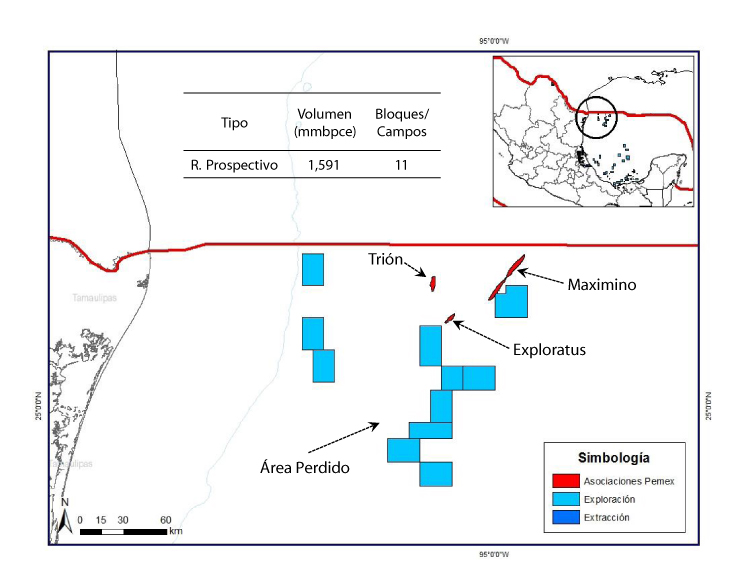 95°0'0"W
Tipo
Volumen
(mmbpce)
Bloques/
Campos
R. Prospectivo 1,591 11
Trión
Maximino
Tamaulipas
Exploratus
25°0'0"N
25°0'0"N
Área Perdido
Tamaulipas
Simbología
Asociaciones Pemex
Exploración
Extracción
N
0 15 30 60
km
95°0'0"W